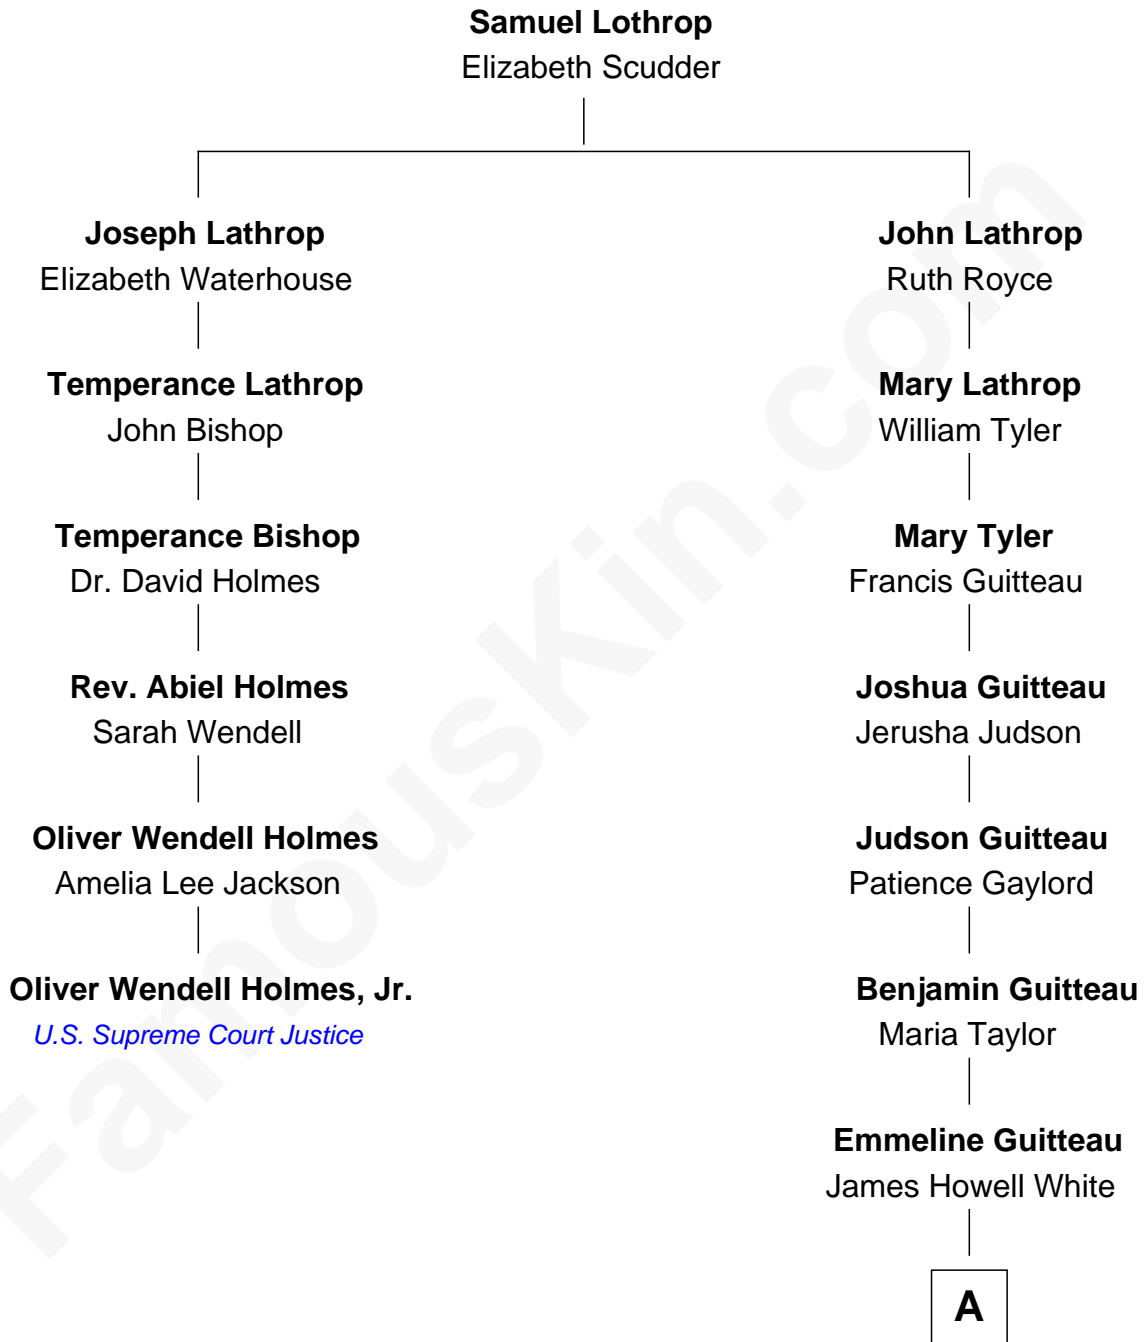 Samuel Lothrop
Elizabeth Scudder
Joseph Lathrop
Elizabeth Waterhouse
Temperance Lathrop
John Bishop
Temperance Bishop
Dr. David Holmes
Rev. Abiel Holmes
Sarah Wendell
Oliver Wendell Holmes
Amelia Lee Jackson
Oliver Wendell Holmes, Jr.
U.S. Supreme Court Justice
John Lathrop
Ruth Royce
Mary Lathrop
William Tyler
Mary Tyler
Francis Guitteau
Joshua Guitteau
Jerusha Judson
Judson Guitteau
Patience Gaylord
Benjamin Guitteau
Maria Taylor
Emmeline Guitteau
James Howell White
A
FamousKin.com